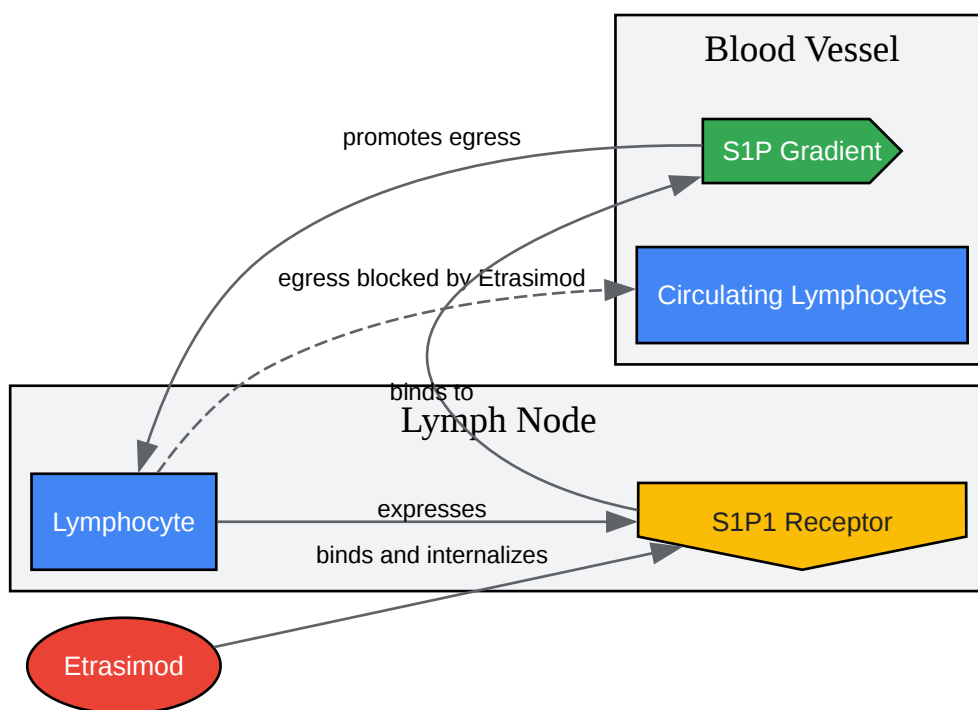 Blood Vessel
promotes egress
S1P Gradient
egress blocked by Etrasimod
Circulating Lymphocytes
binds to
Lymph Node
Lymphocyte
expresses
S1P1 Receptor
binds and internalizes
Etrasimod